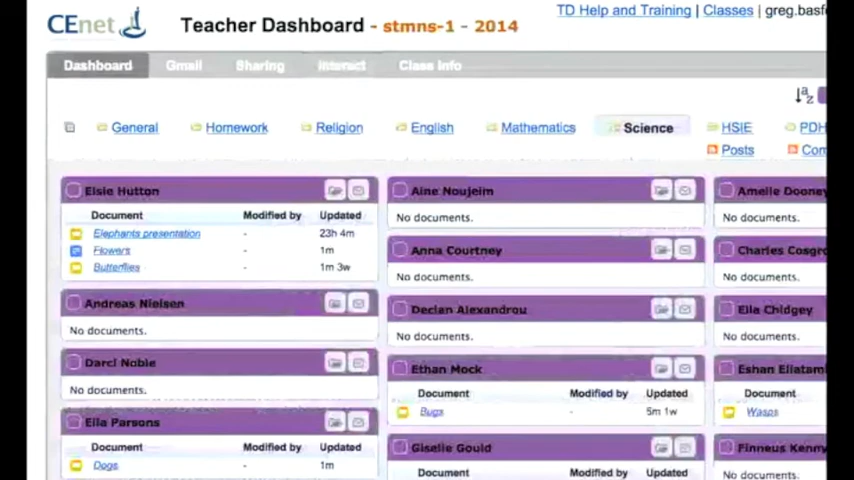 CEnet Teacher Dashboard - stmns-1 - 2014 TD Help and Training | Classes | greg.basf
Dashboard Gmail Sharing Interact Class Info
General Homework Religion English Mathematics Science HSIE PDH
Posts Com
Elsie Hutton
Document Modified by Updated
Elephants presentation - 23h 4m
Flowers - 1m
Butterflies - 1m 3w
Andreas Nielsen
No documents.
Darci Noble
No documents.
Ella Parsons
Document Modified by Updated
Dogs - 1m
Aine Noujeim
No documents.
Anna Courtney
No documents.
Declan Alexandrou
No documents.
Ethan Mock
Document Modified by Updated
Bugs - 5m 1w
Giselle Gould
Document Modified by Updated
Amelie Dooney
No documents.
Charles Cosgro
No documents.
Ella Chidgey
No documents.
Eshan Eliatam
Document
Wasps
Finneus Kenny
No documents.